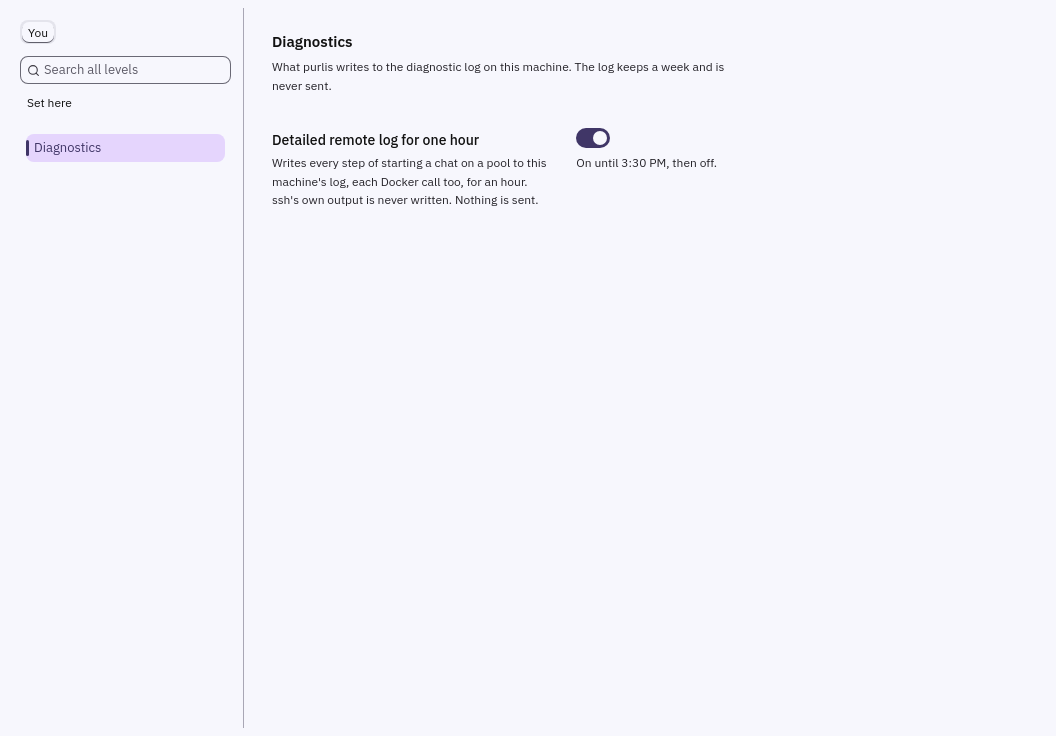 You
Search all levels
Set here
Diagnostics
Diagnostics
What purlis writes to the diagnostic log on this machine. The log keeps a week and is
never sent.
Detailed remote log for one hour
Writes every step of starting a chat on a pool to this
machine's log, each Docker call too, for an hour.
ssh's own output is never written. Nothing is sent.
On until 3:30 PM, then off.